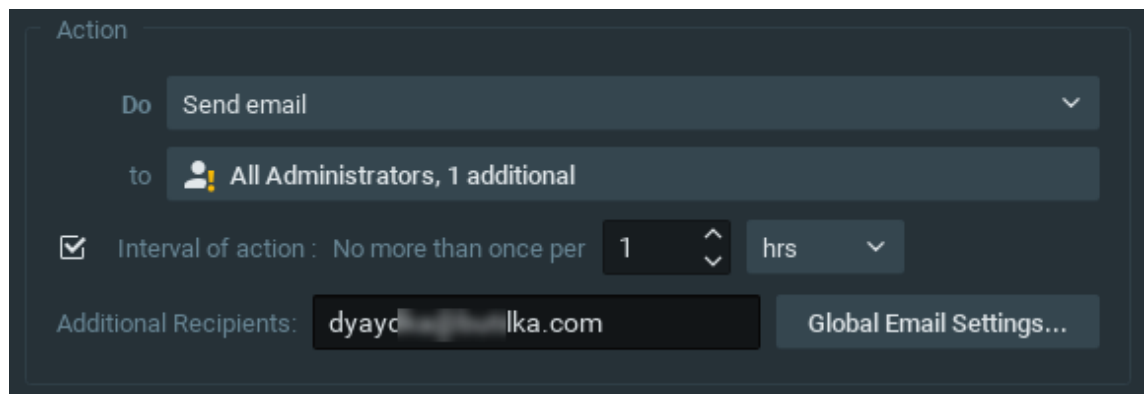 Action
Do Send email
to All Administrators, 1 additional
Interval of action : No more than once per 1 hrs
Additional Recipients: Global Email Settings...